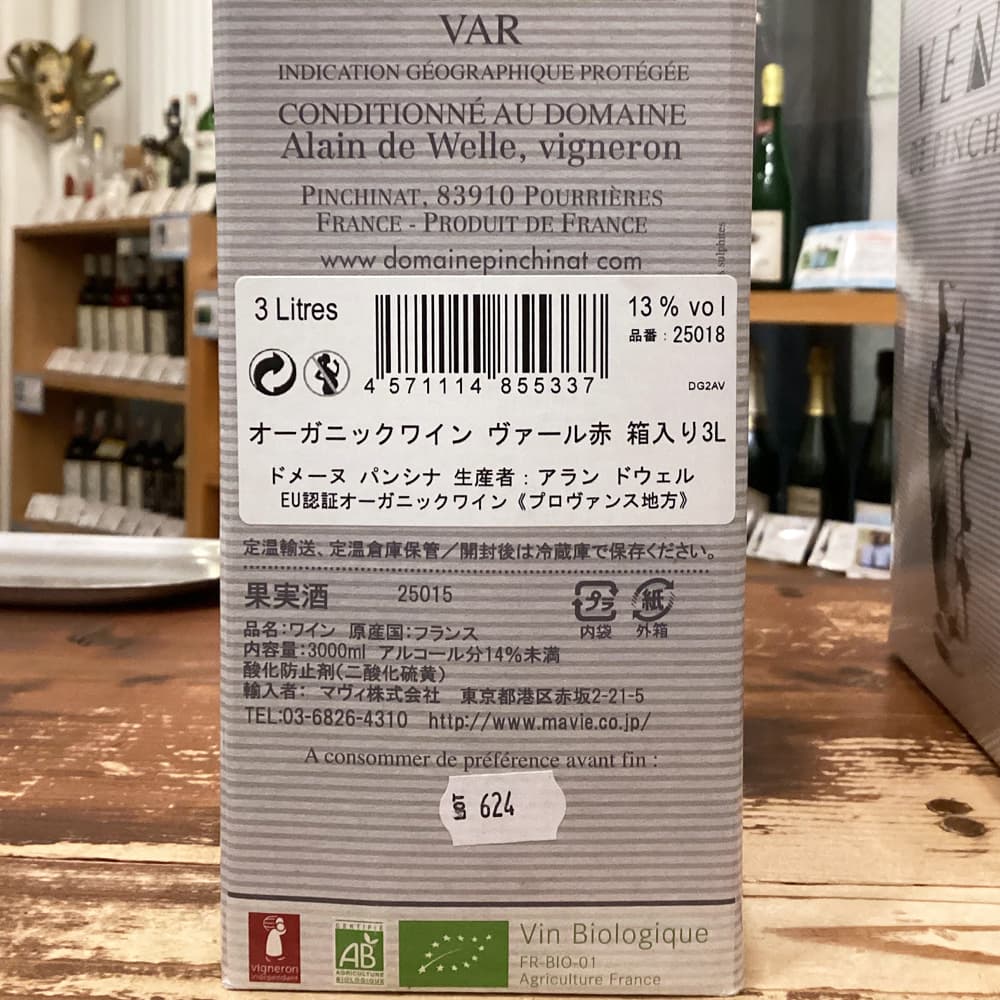 VAR
INDICATION GÉOGRAPHIQUE PROTÉGÉE
CONDITIONNÉ AU DOMAINE
Alain de Welle, vigneron
PINCHINAT, 83910 POURRIÈRES
FRANCE - PRODUIT DE FRANCE
www.domainepinchinat.com
sulphites
3 Litres
13 % vol
品番：25018
4 571114 855337
DG2AV
オーガニックワイン ヴァール赤 箱入り3L
ドメーヌ パンシナ 生産者：アラン ドウェル
EU認証オーガニックワイン《プロヴァンス地方》
定温輸送、定温倉庫保管／開封後は冷蔵庫で保存ください。
果実酒 25015
プラ 紙
内袋 外箱
品名：ワイン 原産国：フランス
内容量：3000ml アルコール分14％未満
酸化防止剤（二酸化硫黄）
輸入者： マヴィ株式会社 東京都港区赤坂2-21-5
TEL:03-6826-4310 http://www.mavie.co.jp/
A consommer de préférence avant fin :
LOT 624
vigneron
indépendant
CERTIFIÉ
AB
AGRICULTURE
BIOLOGIQUE
Vin Biologique
FR-BIO-01
Agriculture France
VÉN
PINCH